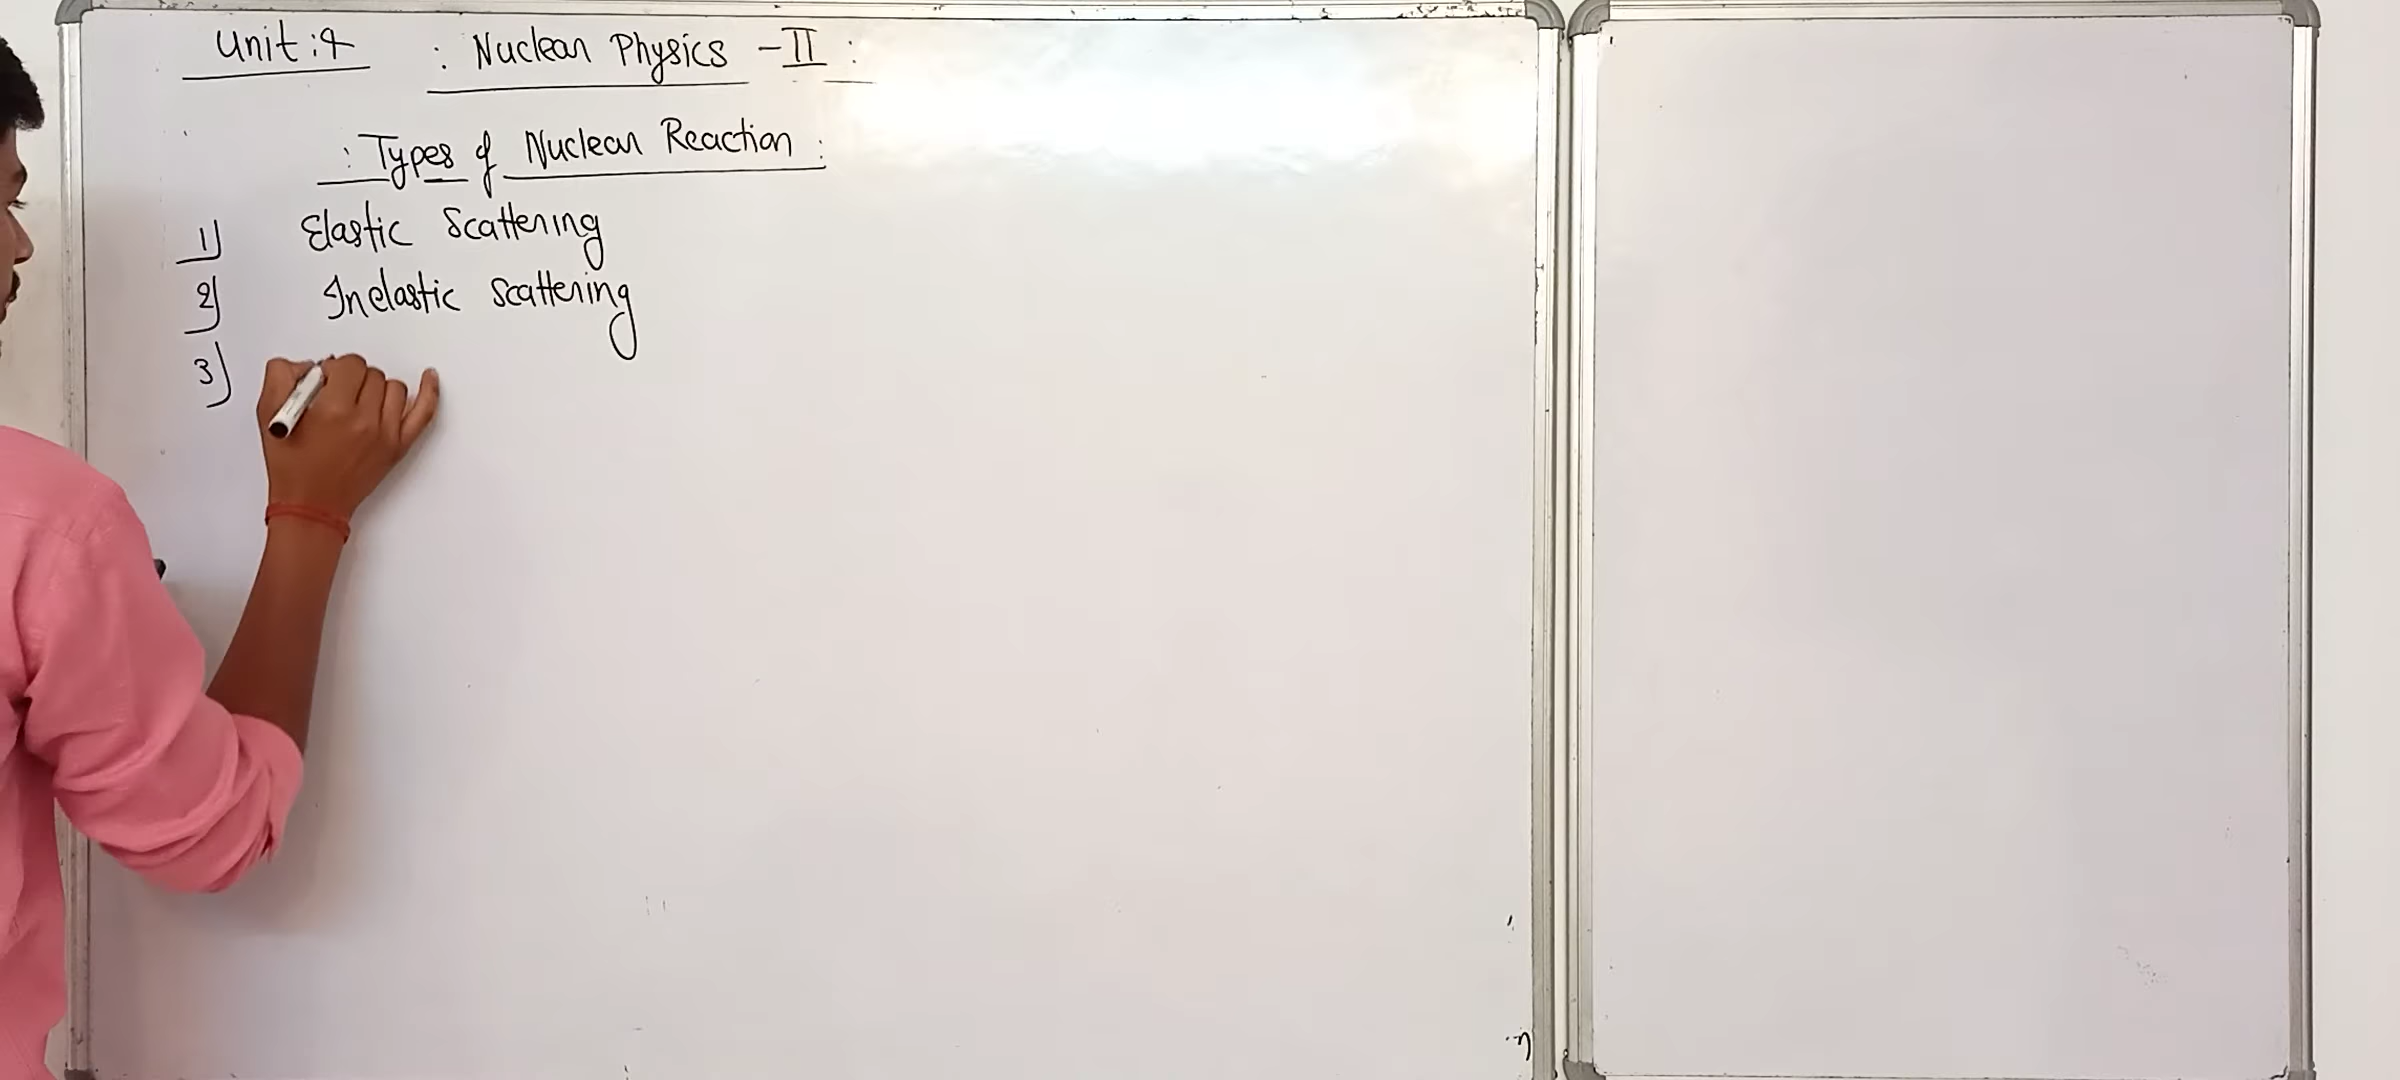 Unit:4 : Nuclear Physics - II :
: Types of Nuclear Reaction :
1) Elastic Scattering
2) Inelastic Scattering
3)